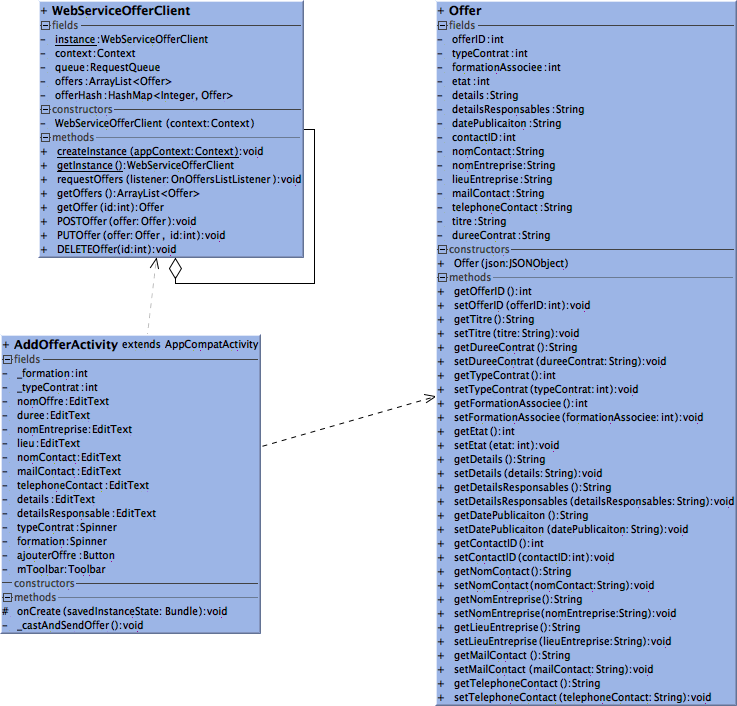 + WebServiceOfferClient
fields
- instance:WebServiceOfferClient
- context:Context
- queue:RequestQueue
- offers:ArrayList<Offer>
- offerHash:HashMap<Integer, Offer>
constructors
- WebServiceOfferClient (context:Context)
methods
+ createInstance (appContext:Context):void
+ getInstance ():WebServiceOfferClient
+ requestOffers (listener:OnOffersListListener):void
+ getOffers ():ArrayList<Offer>
+ getOffer (id:int):Offer
+ POSTOffer (offer: Offer):void
+ PUTOffer (offer: Offer , id:int):void
+ DELETEOffer(id:int):void
+ AddOfferActivity extends AppCompatActivity
fields
- _formation:int
- _typeContrat:int
- nomOffre:EditText
- duree:EditText
- nomEntreprise:EditText
- lieu:EditText
- nomContact:EditText
- mailContact:EditText
- telephoneContact:EditText
- details:EditText
- detailsResponsable:EditText
- typeContrat:Spinner
- formation:Spinner
- ajouterOffre:Button
- mToolbar:Toolbar
constructors
methods
# onCreate (savedInstanceState: Bundle):void
- _castAndSendOffer():void
+ Offer
fields
- offerID:int
- typeContrat:int
- formationAssociee:int
- etat:int
- details:String
- detailsResponsables:String
- datePublicaiton:String
- contactID:int
- nomContact:String
- nomEntreprise:String
- lieuEntreprise:String
- mailContact:String
- telephoneContact:String
- titre:String
- dureeContrat:String
constructors
+ Offer (json:JSONObject)
methods
+ getOfferID ():int
+ setOfferID (offerID:int):void
+ getTitre ():String
+ setTitre (titre: String):void
+ getDureeContrat ():String
+ setDureeContrat (dureeContrat: String):void
+ getTypeContrat ():int
+ setTypeContrat (typeContrat: int):void
+ getFormationAssociee ():int
+ setFormationAssociee (formationAssociee: int):void
+ getEtat ():int
+ setEtat (etat: int):void
+ getDetails ():String
+ setDetails (details: String):void
+ getDetailsResponsables ():String
+ setDetailsResponsables (detailsResponsables: String):void
+ getDatePublicaiton ():String
+ setDatePublicaiton (datePublicaiton: String):void
+ getContactID ():int
+ setContactID (contactID:int):void
+ getNomContact():String
+ setNomContact(nomContact:String):void
+ getNomEntreprise():String
+ setNomEntreprise(nomEntreprise:String):void
+ getLieuEntreprise():String
+ setLieuEntreprise (lieuEntreprise:String):void
+ getMailContact ():String
+ setMailContact (mailContact: String):void
+ getTelephoneContact ():String
+ setTelephoneContact (telephoneContact: String):void